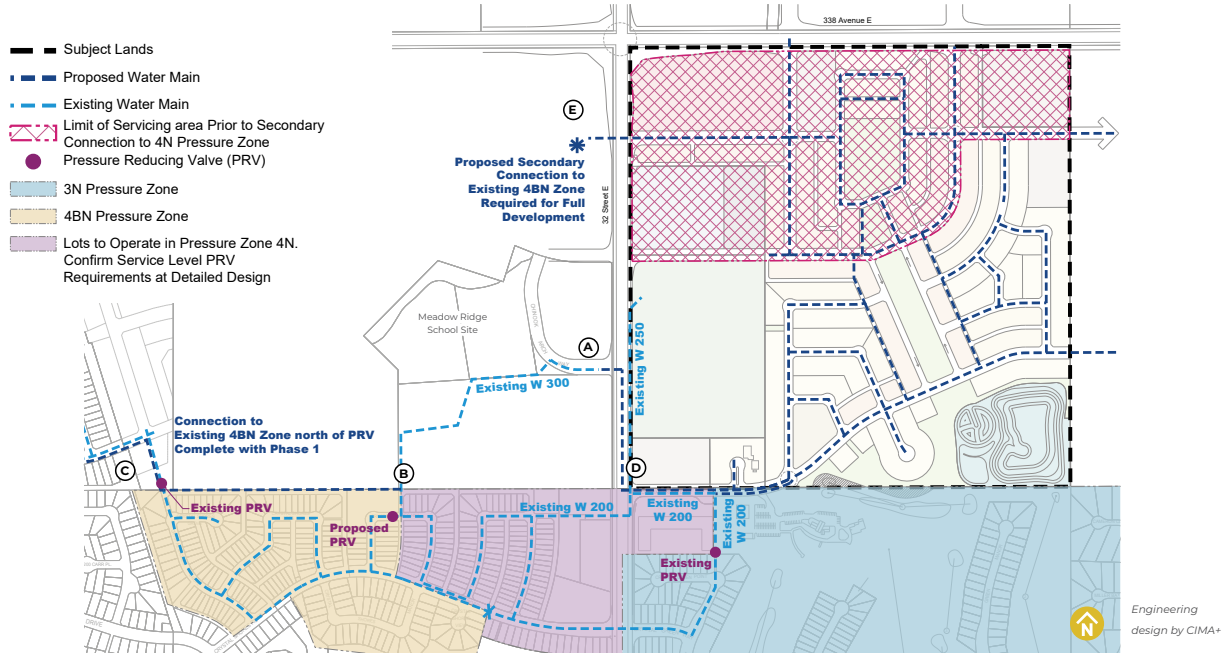 338 Avenue E
Subject Lands
Proposed Water Main
Existing Water Main
Limit of Servicing area Prior to Secondary
Connection to 4N Pressure Zone
Pressure Reducing Valve (PRV)
3N Pressure Zone
4BN Pressure Zone
Lots to Operate in Pressure Zone 4N.
Confirm Service Level PRV
Requirements at Detailed Design
E
Proposed Secondary
Connection to
Existing 4BN Zone
Required for Full
Development
32 Street E
Meadow Ridge
School Site
A
Existing W 300
Existing W 250
Connection to
Existing 4BN Zone north of PRV
Complete with Phase 1
C
B
D
Existing PRV
Proposed
PRV
Existing W 200
Existing
W 200
Existing
W 200
Existing
PRV
DRIVE
CRYSTAL
N
Engineering
design by CIMA+